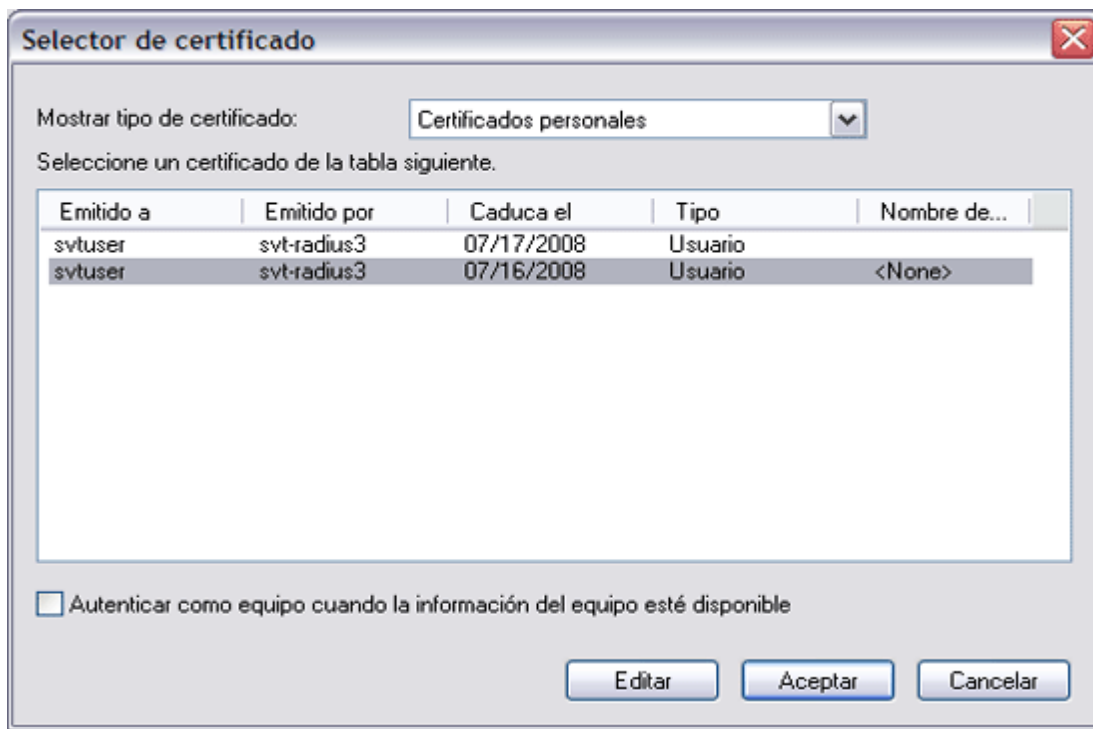 Selector de certificado
Mostrar tipo de certificado: Certificados personales
Seleccione un certificado de la tabla siguiente.
Emitido a Emitido por Caduca el Tipo Nombre de...
svtuser svt-radius3 07/17/2008 Usuario
svtuser svt-radius3 07/16/2008 Usuario <None>
Autenticar como equipo cuando la información del equipo esté disponible
Editar Aceptar Cancelar